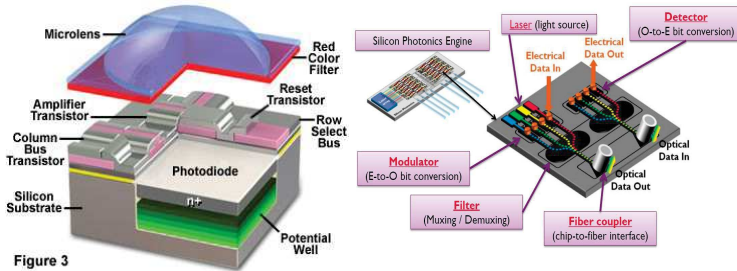 Microlens
Red
Color
Filter
Amplifier
Transistor
Reset
Transistor
Column
Bus
Transistor
Row
Select
Bus
Photodiode
Silicon
Substrate
n+
Potential
Well
Figure 3
Silicon Photonics Engine
Laser (light source)
Detector
(O-to-E bit conversion)
Electrical
Data In
Electrical
Data Out
Modulator
(E-to-O bit conversion)
Optical
Data In
Optical
Data Out
Filter
(Muxing / Demuxing)
Fiber coupler
(chip-to-fiber interface)